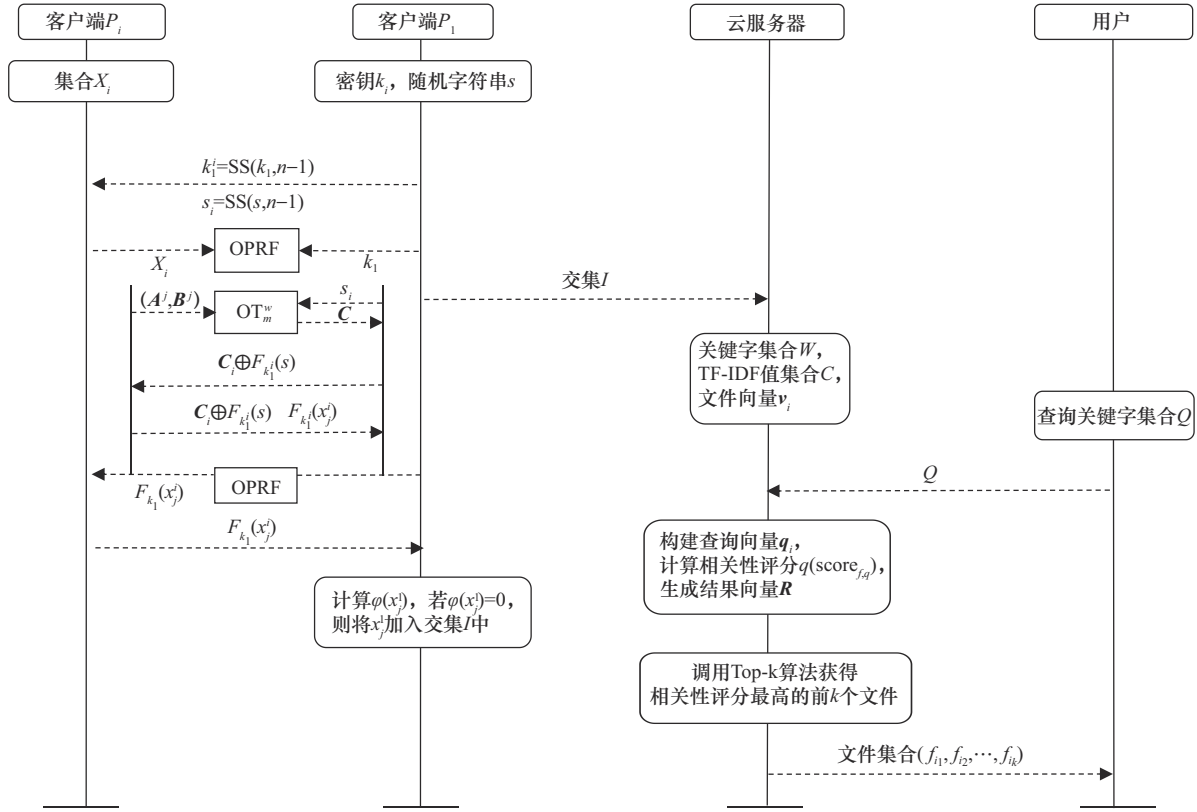 客户端P_i
客户端P_1
云服务器
用户
集合X_i
密钥k_i，随机字符串s
k_1^i=SS(k_1,n−1)
s_i=SS(s,n−1)
OPRF
X_i
k_1
交集I
(A^j,B^j)
OT_m^w
s_i
C
C_i⊕F_{k_1^i}(s)
C_i⊕F_{k_1^i}(s) F_{k_1^i}(x_j^i)
OPRF
F_{k_1}(x_j^i)
F_{k_1}(x_j^i)
计算φ(x_j^1)，若φ(x_j^1)=0，
则将x_j^1加入交集I中
关键字集合W，
TF-IDF值集合C，
文件向量v_i
查询关键字集合Q
Q
构建查询向量q_i，
计算相关性评分q(score_{f,q})，
生成结果向量R
调用Top-k算法获得
相关性评分最高的前k个文件
文件集合(f_{i_1},f_{i_2},⋯,f_{i_k})